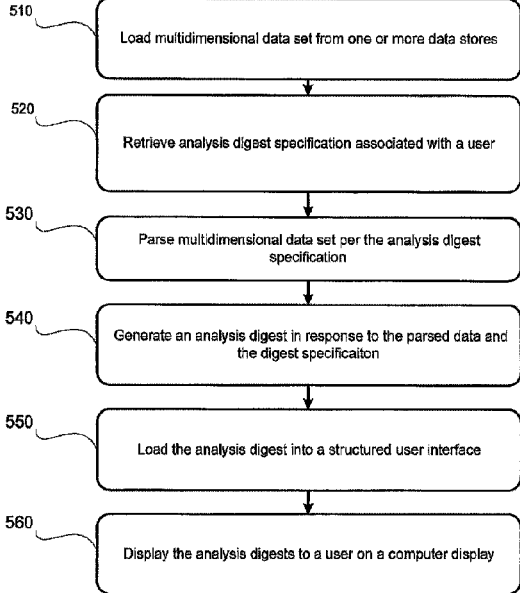 510
Load multidimensional data set from one or more data stores
520
Retrieve analysis digest specification associated with a user
530
Parse multidimensional data set per the analysis digest
specification
540
Generate an analysis digest in response to the parsed data and
the digest specificaiton
550
Load the analysis digest into a structured user interface
560
Display the analysis digests to a user on a computer display